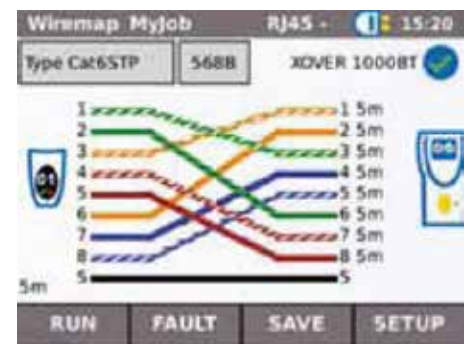 Wiremap MyJob RJ45 - 15:20
Type Cat6STP 568B XOVER 1000BT
1 1 5m
2 2 5m
3 3 5m
4 4 5m
5 5 5m
6 6 5m
7 7 5m
8 8 5m
S S
5m
RUN FAULT SAVE SETUP